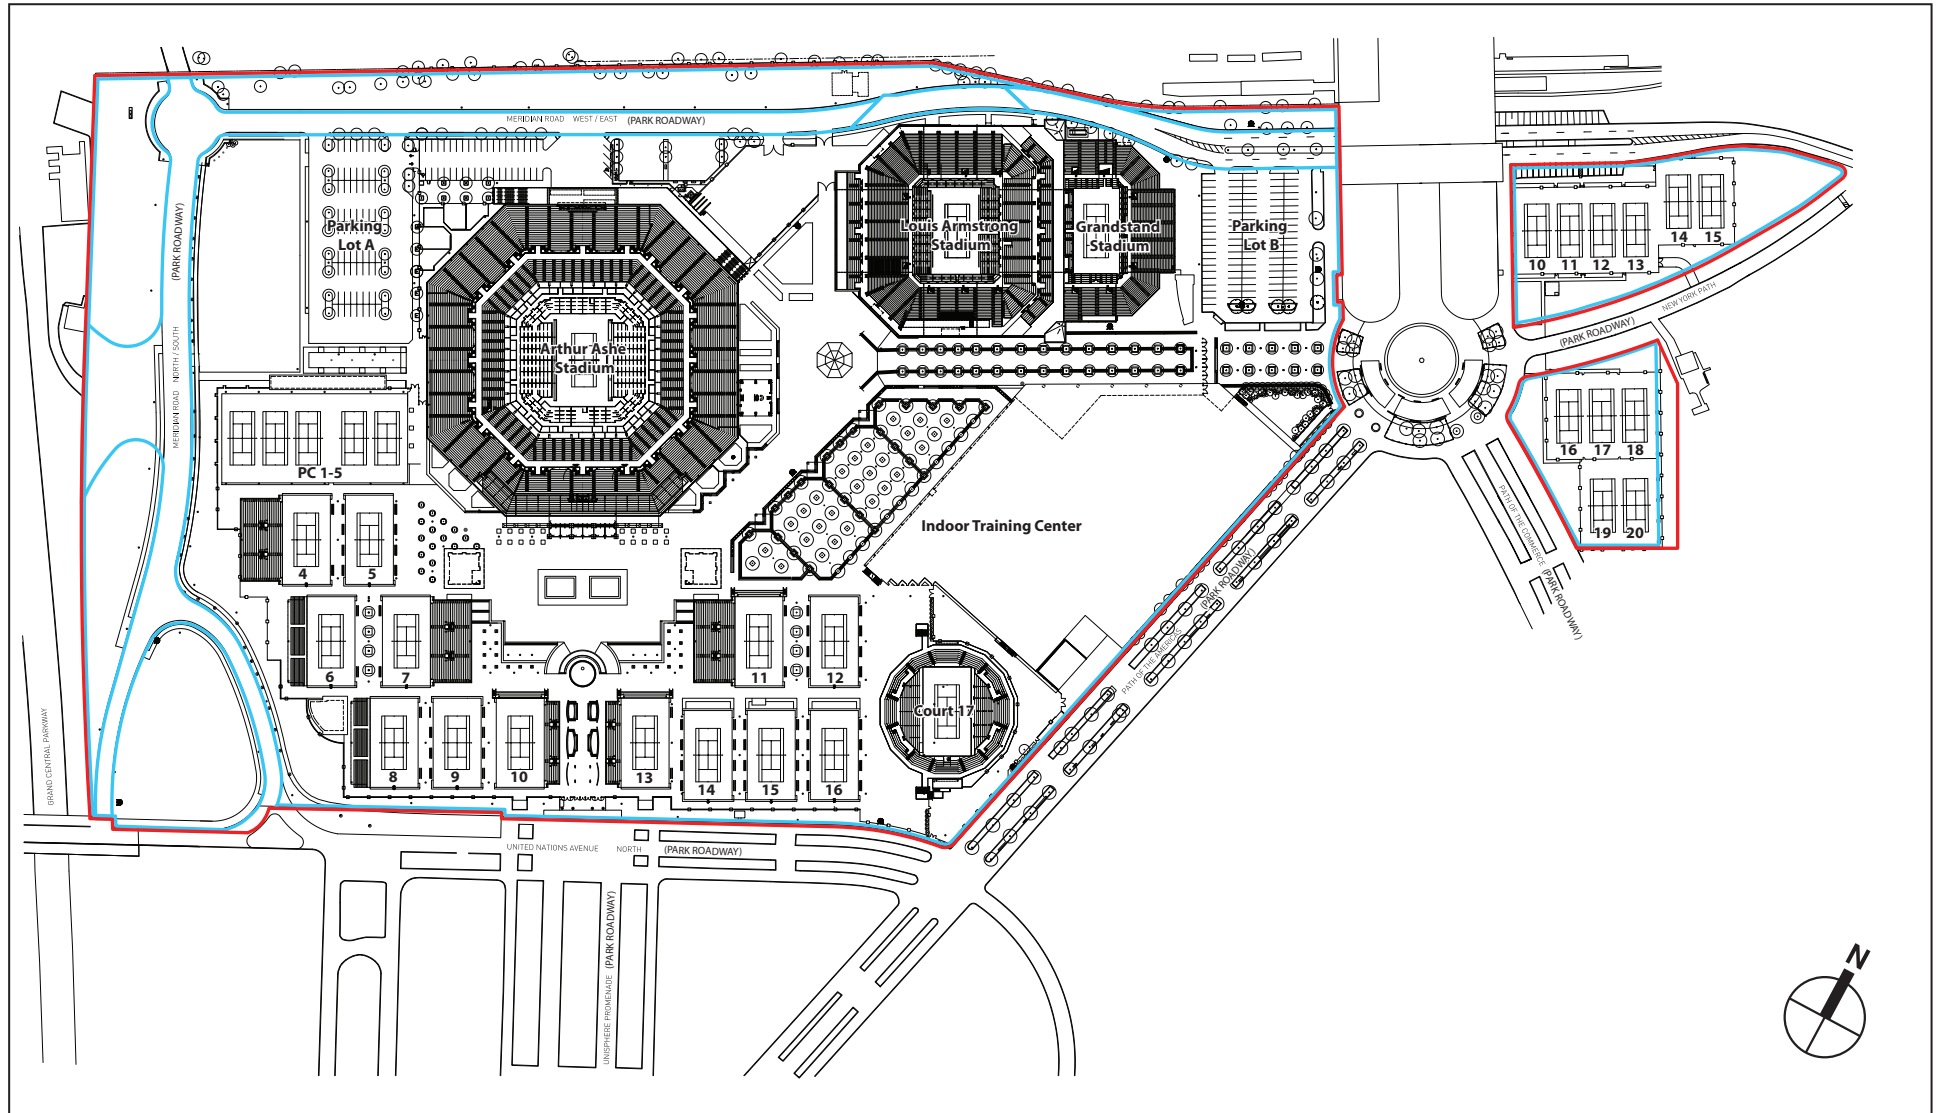 MERIDIAN ROAD WEST / EAST (PARK ROADWAY)
(PARK ROADWAY)
MERIDIAN ROAD NORTH / SOUTH
Parking
Lot A
Louis Armstrong
Stadium
Grandstand
Stadium
Parking
Lot B
10
11
12
13
14
15
NEW YORK PATH
(PARK ROADWAY)
Arthur Ashe
Stadium
16
17
18
19
20
PC 1-5
PATH OF THE COMMERCE (PARK ROADWAY)
Indoor Training Center
4
5
(PARK ROADWAY)
PATH OF THE AMERICAS
6
7
11
12
Court 17
8
9
10
13
14
15
16
GRAND CENTRAL PARKWAY
UNITED NATIONS AVENUE NORTH (PARK ROADWAY)
UNISPHERE PROMENADE (PARK ROADWAY)
N